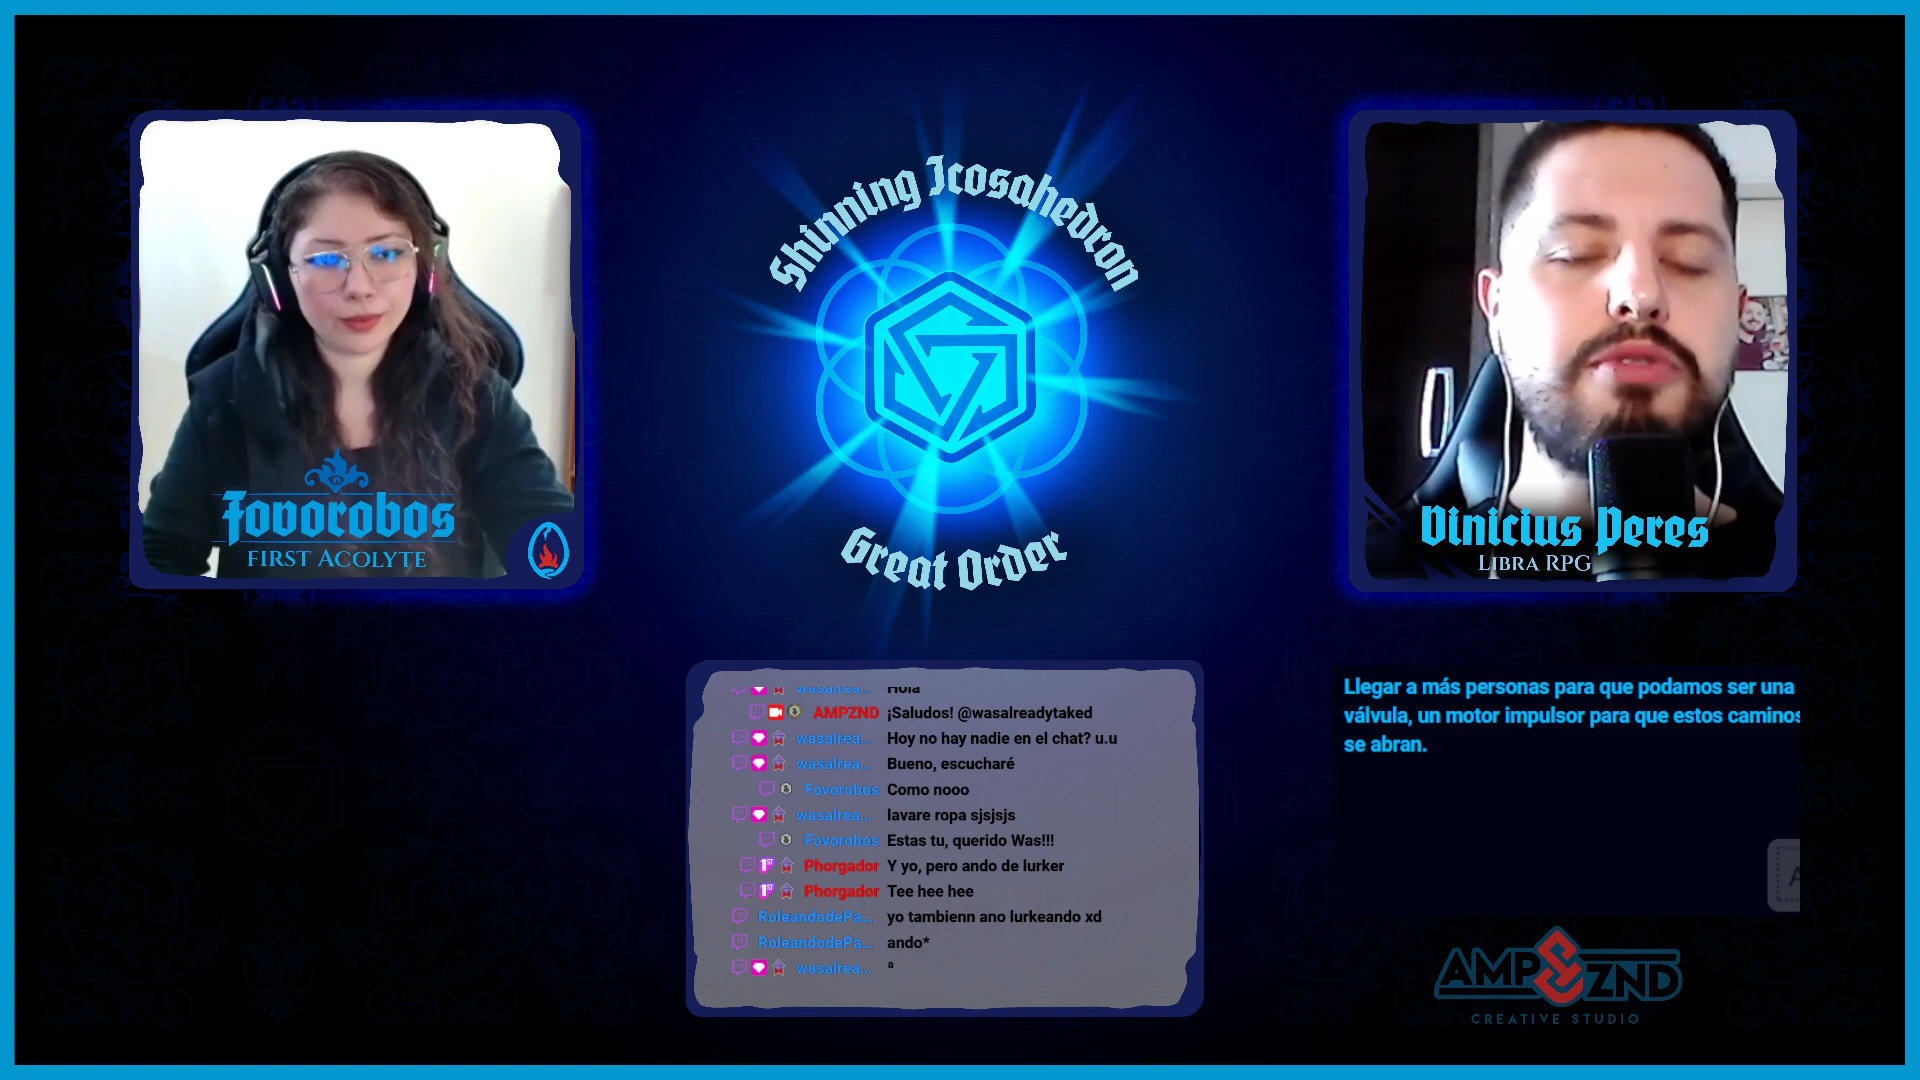 Shinning Icosahedron
Great Order
Fovorobos
First Acolyte
Vinicius Peres
Libra RPG
wasalrea... Hola
AMPZND ¡Saludos! @wasalreadytaked
wasalrea... Hoy no hay nadie en el chat? u.u
wasalrea... Bueno, escucharé
Fovorobos Como nooo
wasalrea... lavare ropa sjsjsjs
Fovorobos Estas tu, querido Was!!!
1ST Phorgador Y yo, pero ando de lurker
1ST Phorgador Tee hee hee
RoleandodePa... yo tambienn ano lurkeando xd
RoleandodePa... ando*
wasalrea... a
Llegar a más personas para que podamos ser una
válvula, un motor impulsor para que estos caminos
se abran.
A
AMPZND
CREATIVE STUDIO